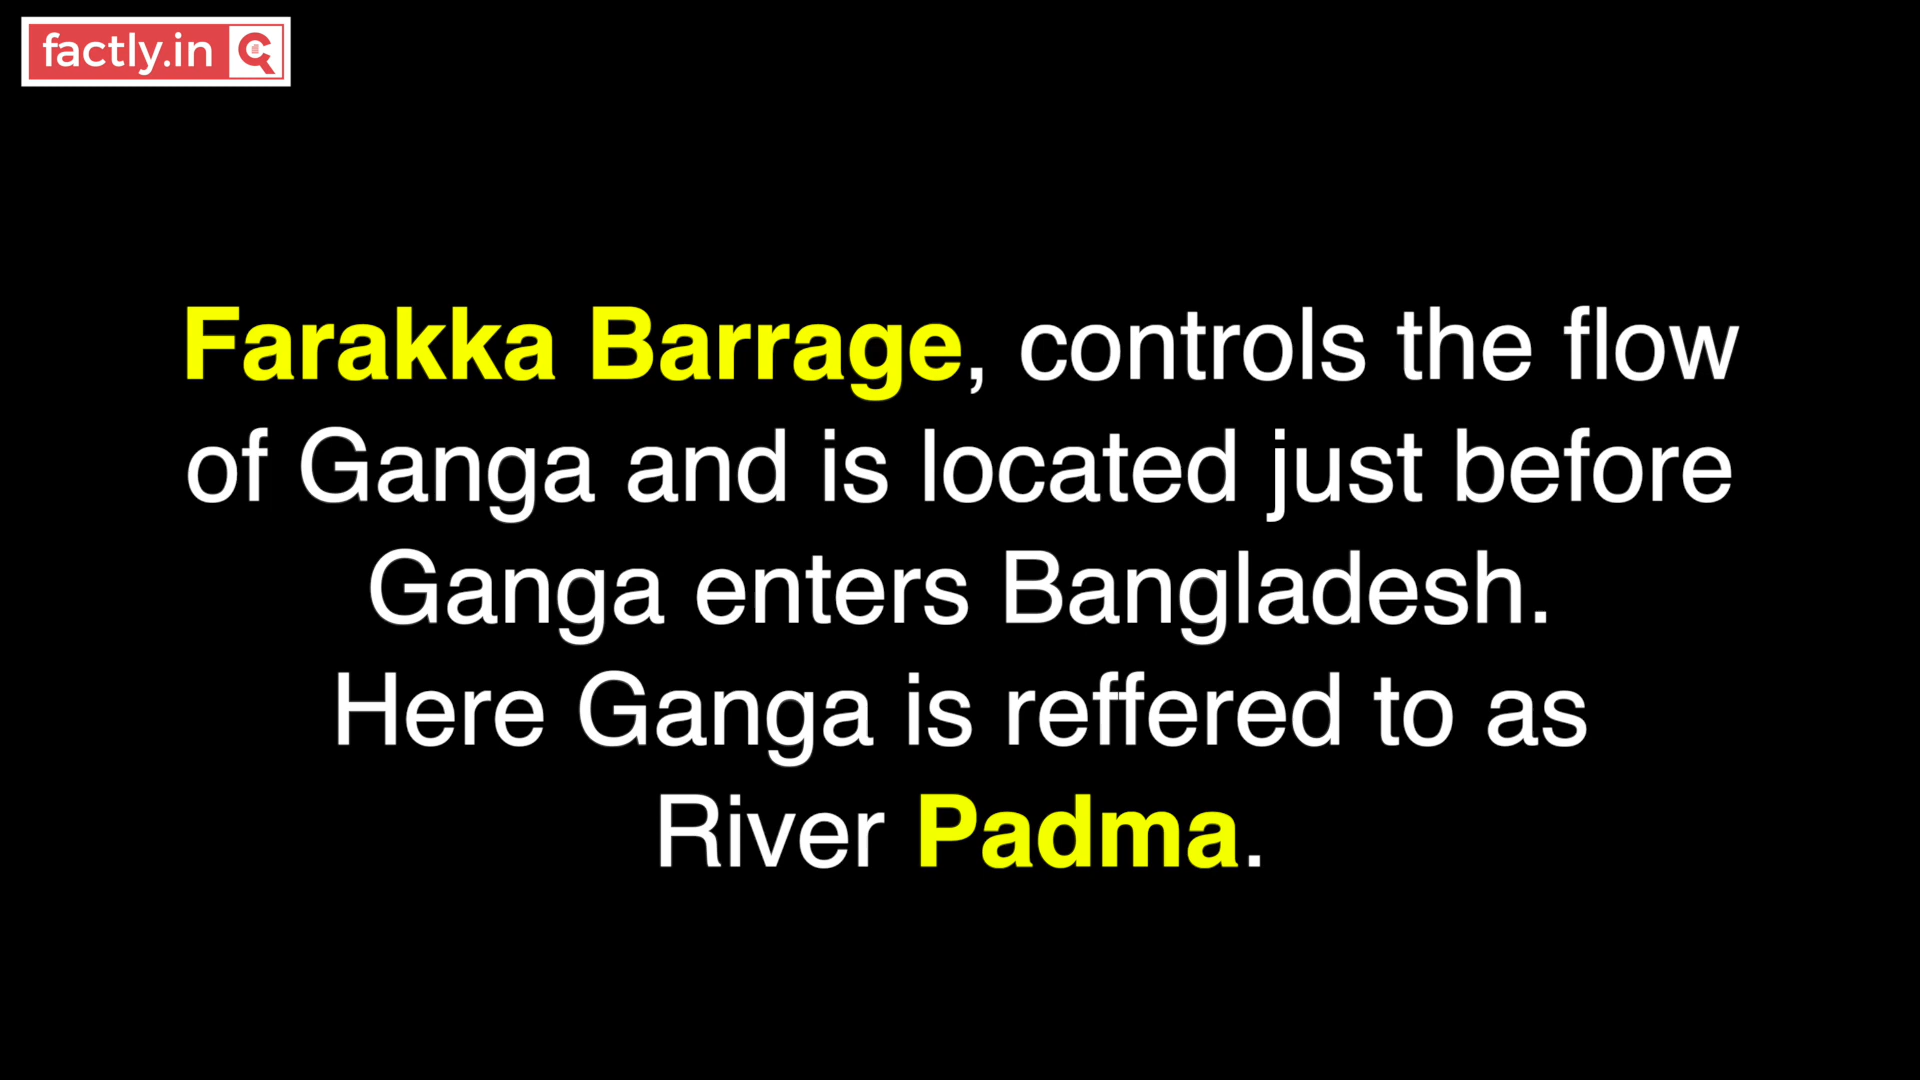 factly.in
Farakka Barrage, controls the flow
of Ganga and is located just before
Ganga enters Bangladesh.
Here Ganga is reffered to as
River Padma.